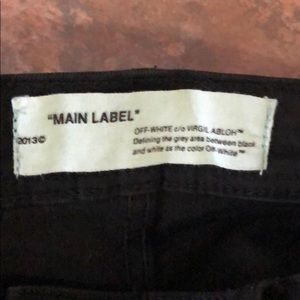 "MAIN LABEL"
2013©
OFF-WHITE c/o VIRGIL ABLOH™
Defining the grey area between black
and white as the color Off-White™